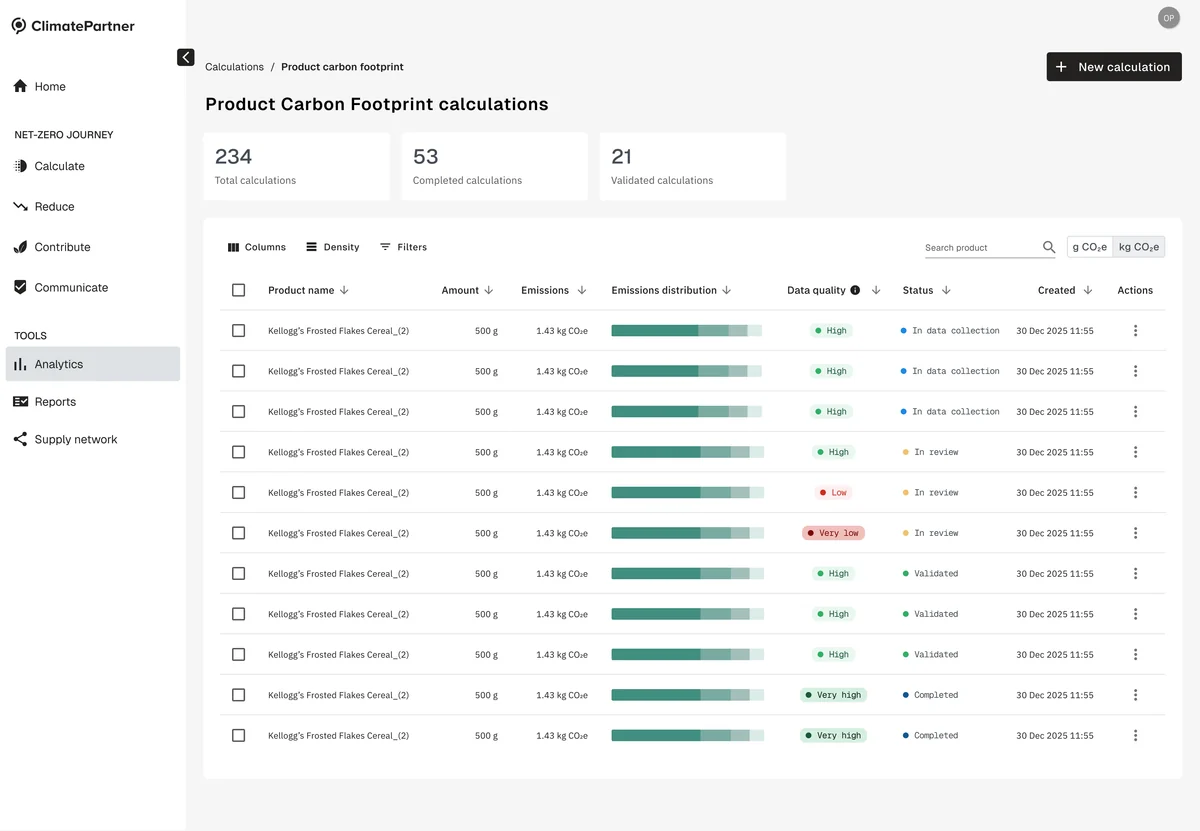 ClimatePartner
OP
Home
NET-ZERO JOURNEY
Calculate
Reduce
Contribute
Communicate
TOOLS
Analytics
Reports
Supply network
Calculations / Product carbon footprint
+ New calculation
Product Carbon Footprint calculations
234
Total calculations
53
Completed calculations
21
Validated calculations
Columns Density Filters Search product g CO₂e kg CO₂e
Product name Amount Emissions Emissions distribution Data quality Status Created Actions
Kellogg's Frosted Flakes Cereal_(2) 500 g 1.43 kg CO₂e High In data collection 30 Dec 2025 11:55
Kellogg's Frosted Flakes Cereal_(2) 500 g 1.43 kg CO₂e High In data collection 30 Dec 2025 11:55
Kellogg's Frosted Flakes Cereal_(2) 500 g 1.43 kg CO₂e High In data collection 30 Dec 2025 11:55
Kellogg's Frosted Flakes Cereal_(2) 500 g 1.43 kg CO₂e High In review 30 Dec 2025 11:55
Kellogg's Frosted Flakes Cereal_(2) 500 g 1.43 kg CO₂e Low In review 30 Dec 2025 11:55
Kellogg's Frosted Flakes Cereal_(2) 500 g 1.43 kg CO₂e Very low In review 30 Dec 2025 11:55
Kellogg's Frosted Flakes Cereal_(2) 500 g 1.43 kg CO₂e High Validated 30 Dec 2025 11:55
Kellogg's Frosted Flakes Cereal_(2) 500 g 1.43 kg CO₂e High Validated 30 Dec 2025 11:55
Kellogg's Frosted Flakes Cereal_(2) 500 g 1.43 kg CO₂e High Validated 30 Dec 2025 11:55
Kellogg's Frosted Flakes Cereal_(2) 500 g 1.43 kg CO₂e Very high Completed 30 Dec 2025 11:55
Kellogg's Frosted Flakes Cereal_(2) 500 g 1.43 kg CO₂e Very high Completed 30 Dec 2025 11:55